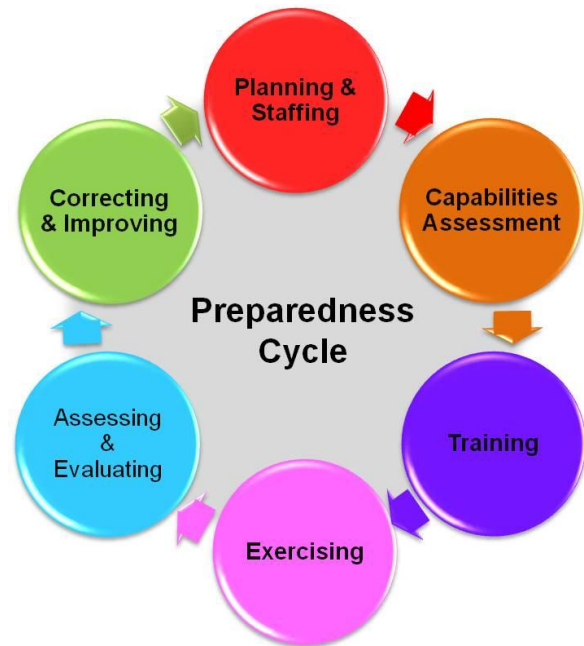 Planning &
Staffing
Capabilities
Assessment
Training
Exercising
Assessing
&
Evaluating
Correcting
& Improving
Preparedness
Cycle